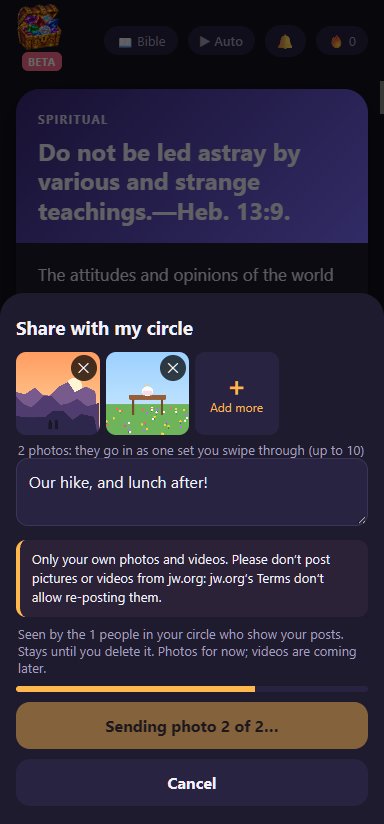 BETA
Bible
Auto
0
SPIRITUAL
Do not be led astray by
various and strange
teachings.—Heb. 13:9.
The attitudes and opinions of the world
Share with my circle
+
Add more
2 photos: they go in as one set you swipe through (up to 10)
Our hike, and lunch after!
Only your own photos and videos. Please don’t post
pictures or videos from jw.org: jw.org’s Terms don’t
allow re-posting them.
Seen by the 1 people in your circle who show your posts.
Stays until you delete it. Photos for now; videos are coming
later.
Sending photo 2 of 2…
Cancel